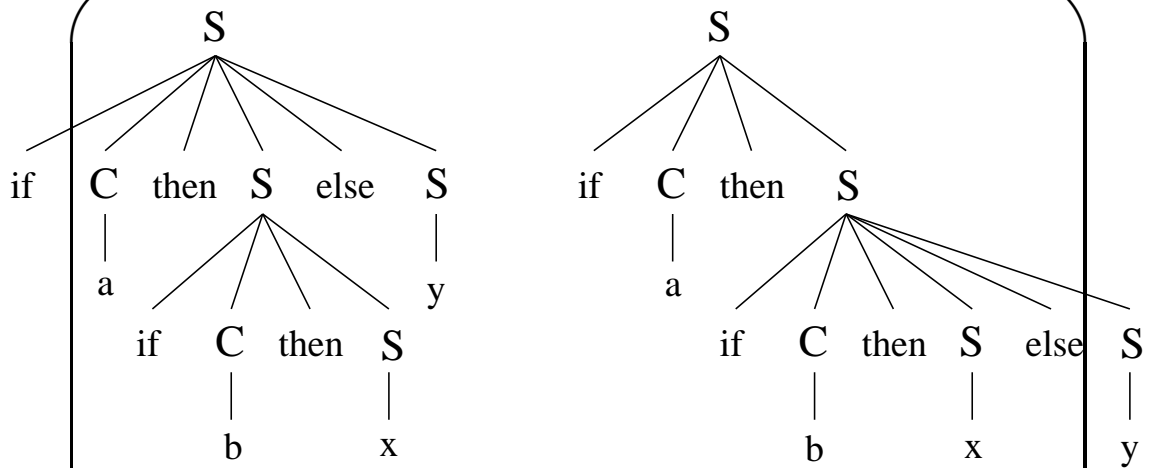 S S
if C then S else S if C then S
a y a
if C then S if C then S else S
b x b x y